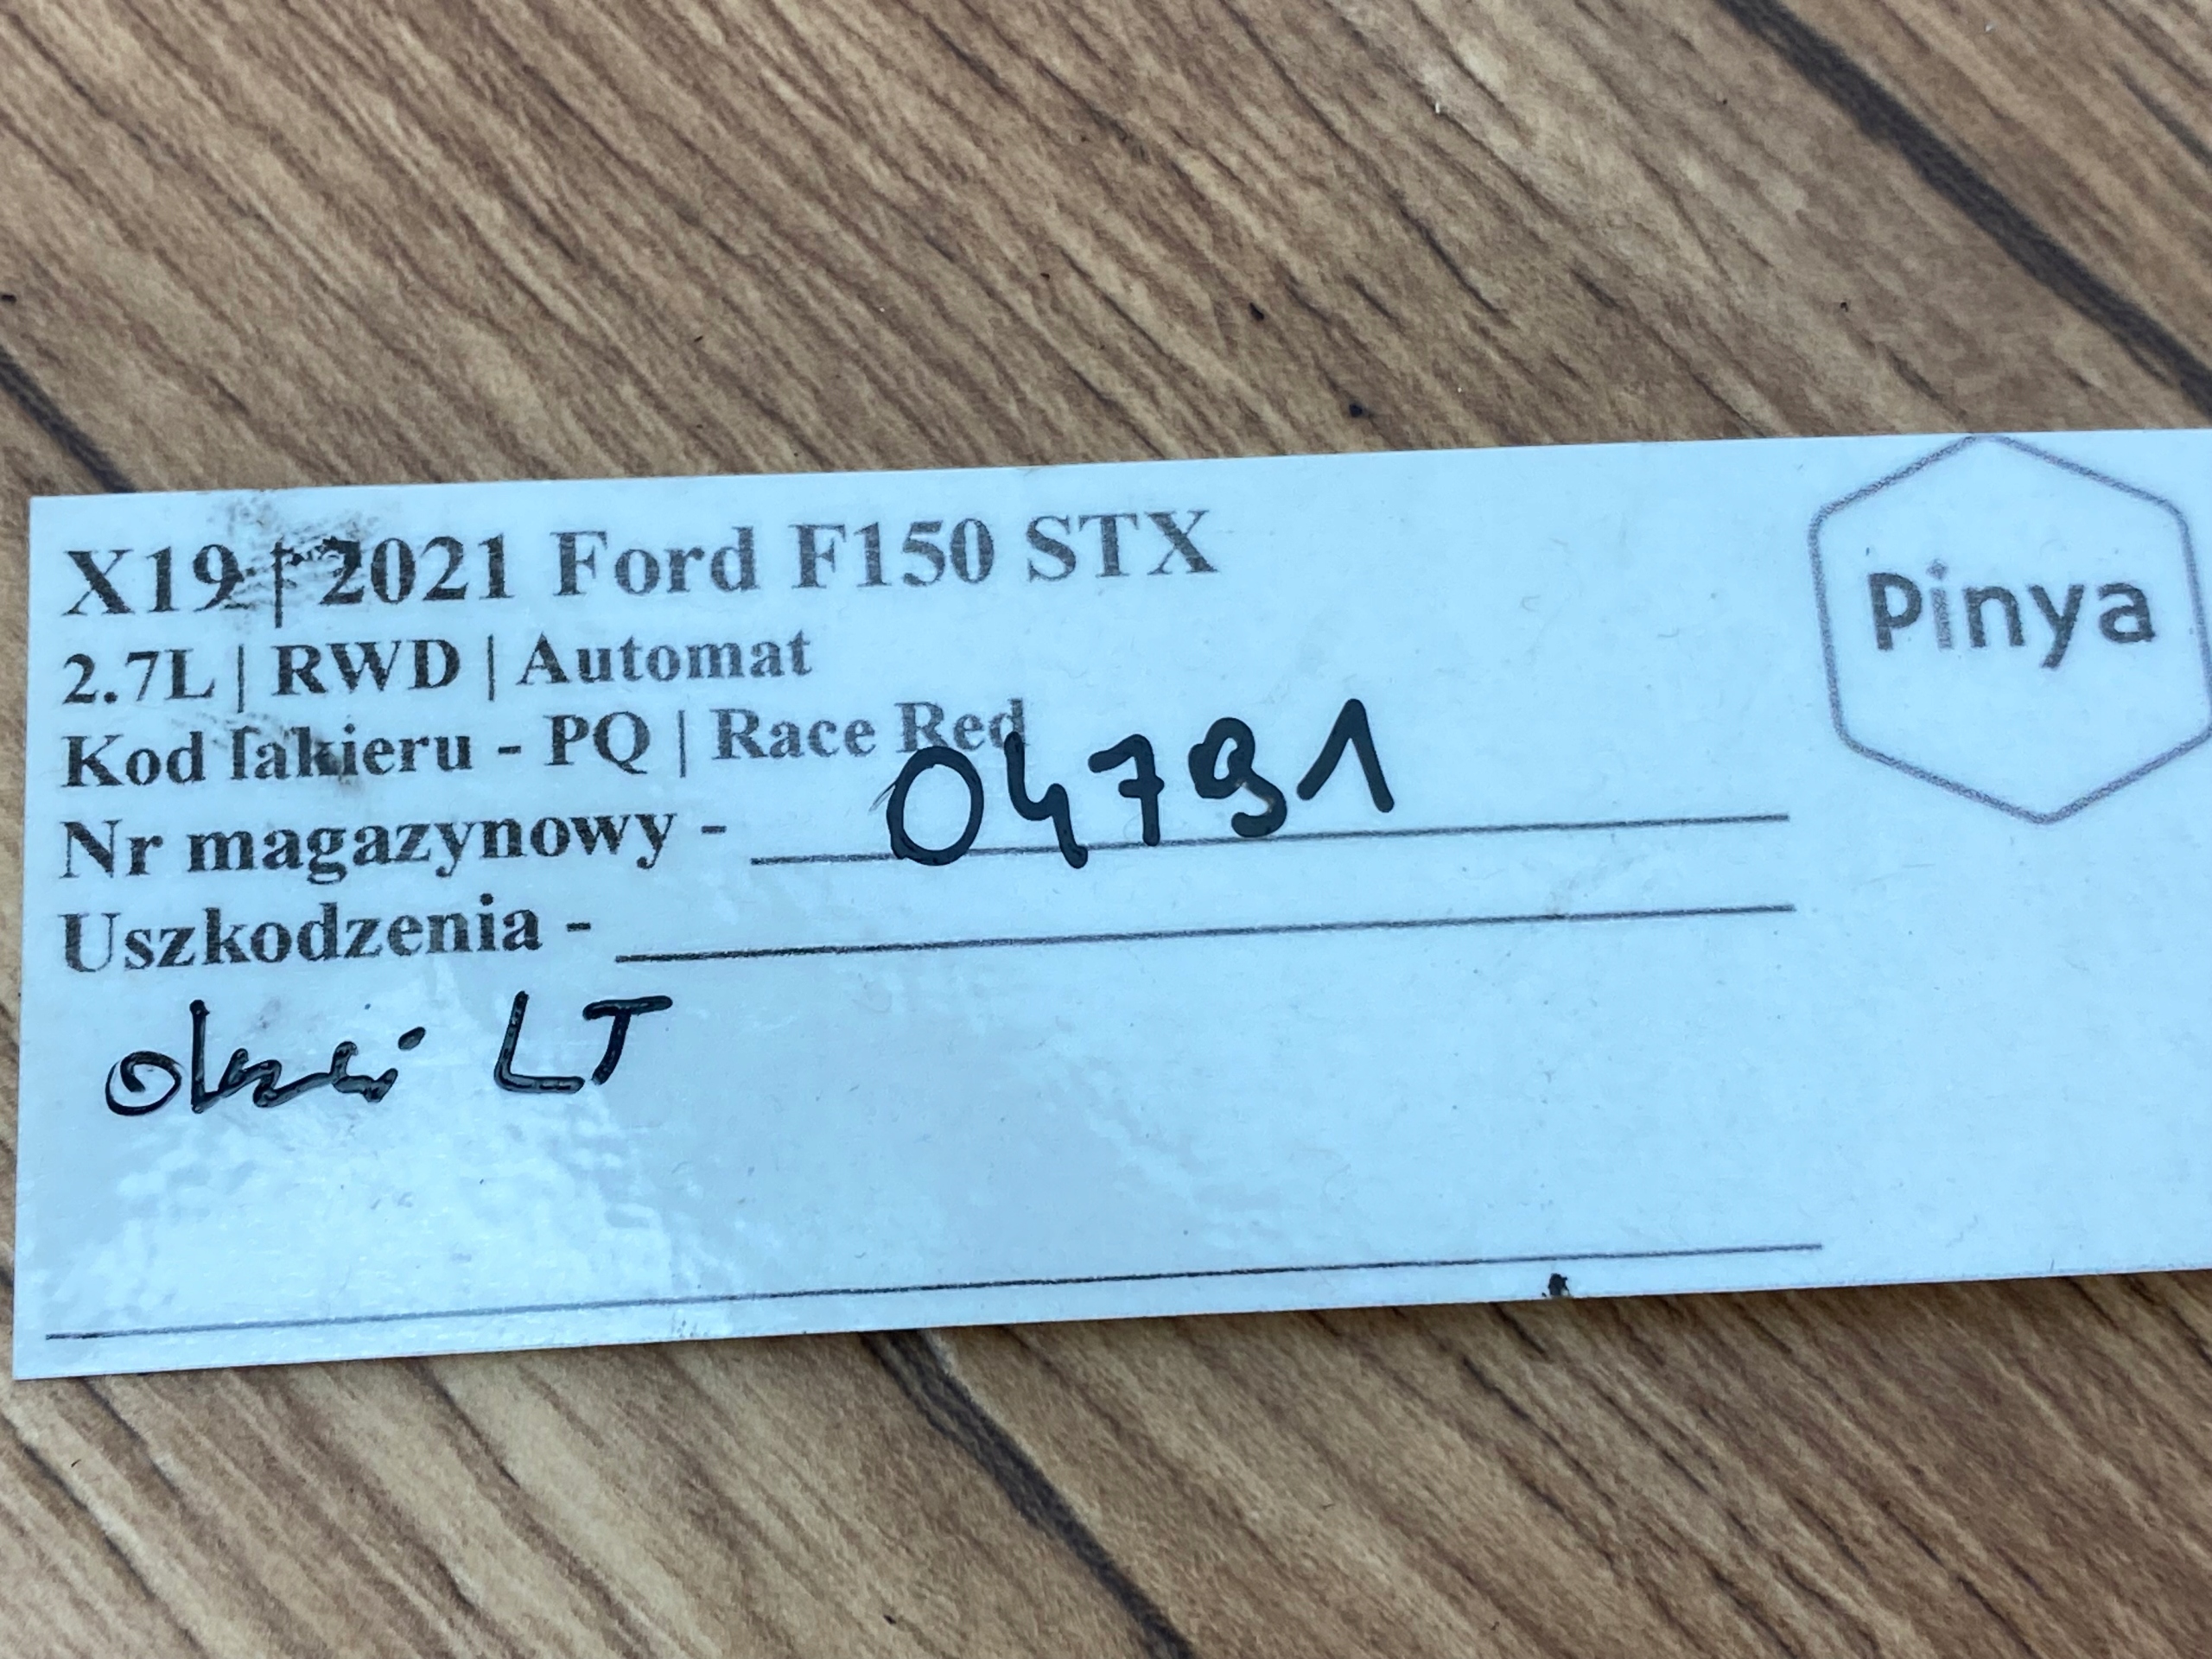 X19 | 2021 Ford F150 STX
Pinya
2.7L | RWD | Automat
Kod lakieru - PQ | Race Red
Nr magazynowy - 04791
Uszkodzenia -
LT